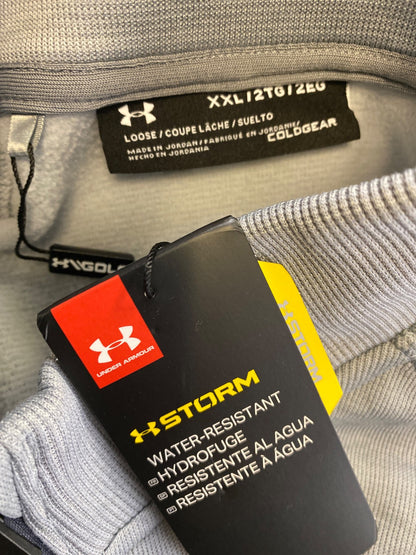 XXL/2TG/2EG
LOOSE/COUPE LÂCHE/SUELTO
MADE IN JORDAN/FABRIQUÉ EN JORDANIE/
HECHO EN JORDANIA
COLDGEAR
GOLF
UNDER ARMOUR
STORM
WATER-RESISTANT
HYDROFUGE
RESISTENTE AL AGUA
RESISTENTE À ÁGUA
STORM